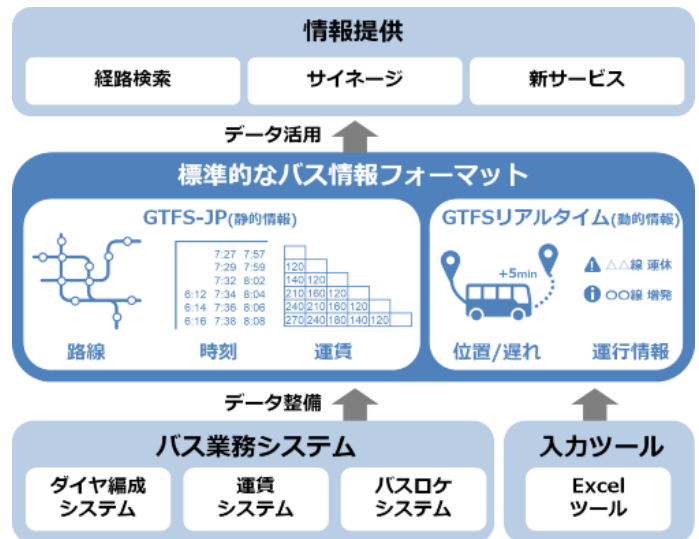 情報提供
経路検索
サイネージ
新サービス
データ活用
標準的なバス情報フォーマット
GTFS-JP(静的情報)
7:27 7:57
7:29 7:59
7:32 8:02
6:12 7:34 8:04
6:14 7:36 8:06
6:16 7:38 8:08
120
140 120
210 160 120
240 210 160 120
270 240 180 140 120
路線
時刻
運賃
GTFSリアルタイム(動的情報)
+5min
△△線 運休
〇〇線 増発
位置/遅れ
運行情報
データ整備
バス業務システム
ダイヤ編成
システム
運賃
システム
バスロケ
システム
入力ツール
Excel
ツール